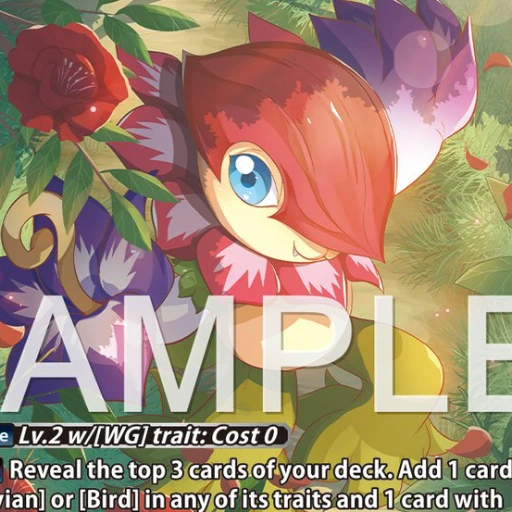 AMPLE
e Lv.2 w/[WG] trait: Cost 0
Reveal the top 3 cards of your deck. Add 1 card
vian] or [Bird] in any of its traits and 1 card with